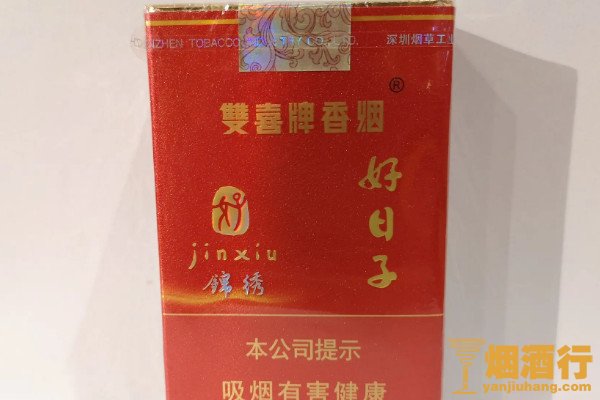 SHENZHEN TOBACCO INDUSTRY CO., LTD.
深圳烟草工业
雙喜牌香烟®
好日子
jinxiu
錦绣
本公司提示
吸烟有害健康
烟酒行
yanjiuhang.com